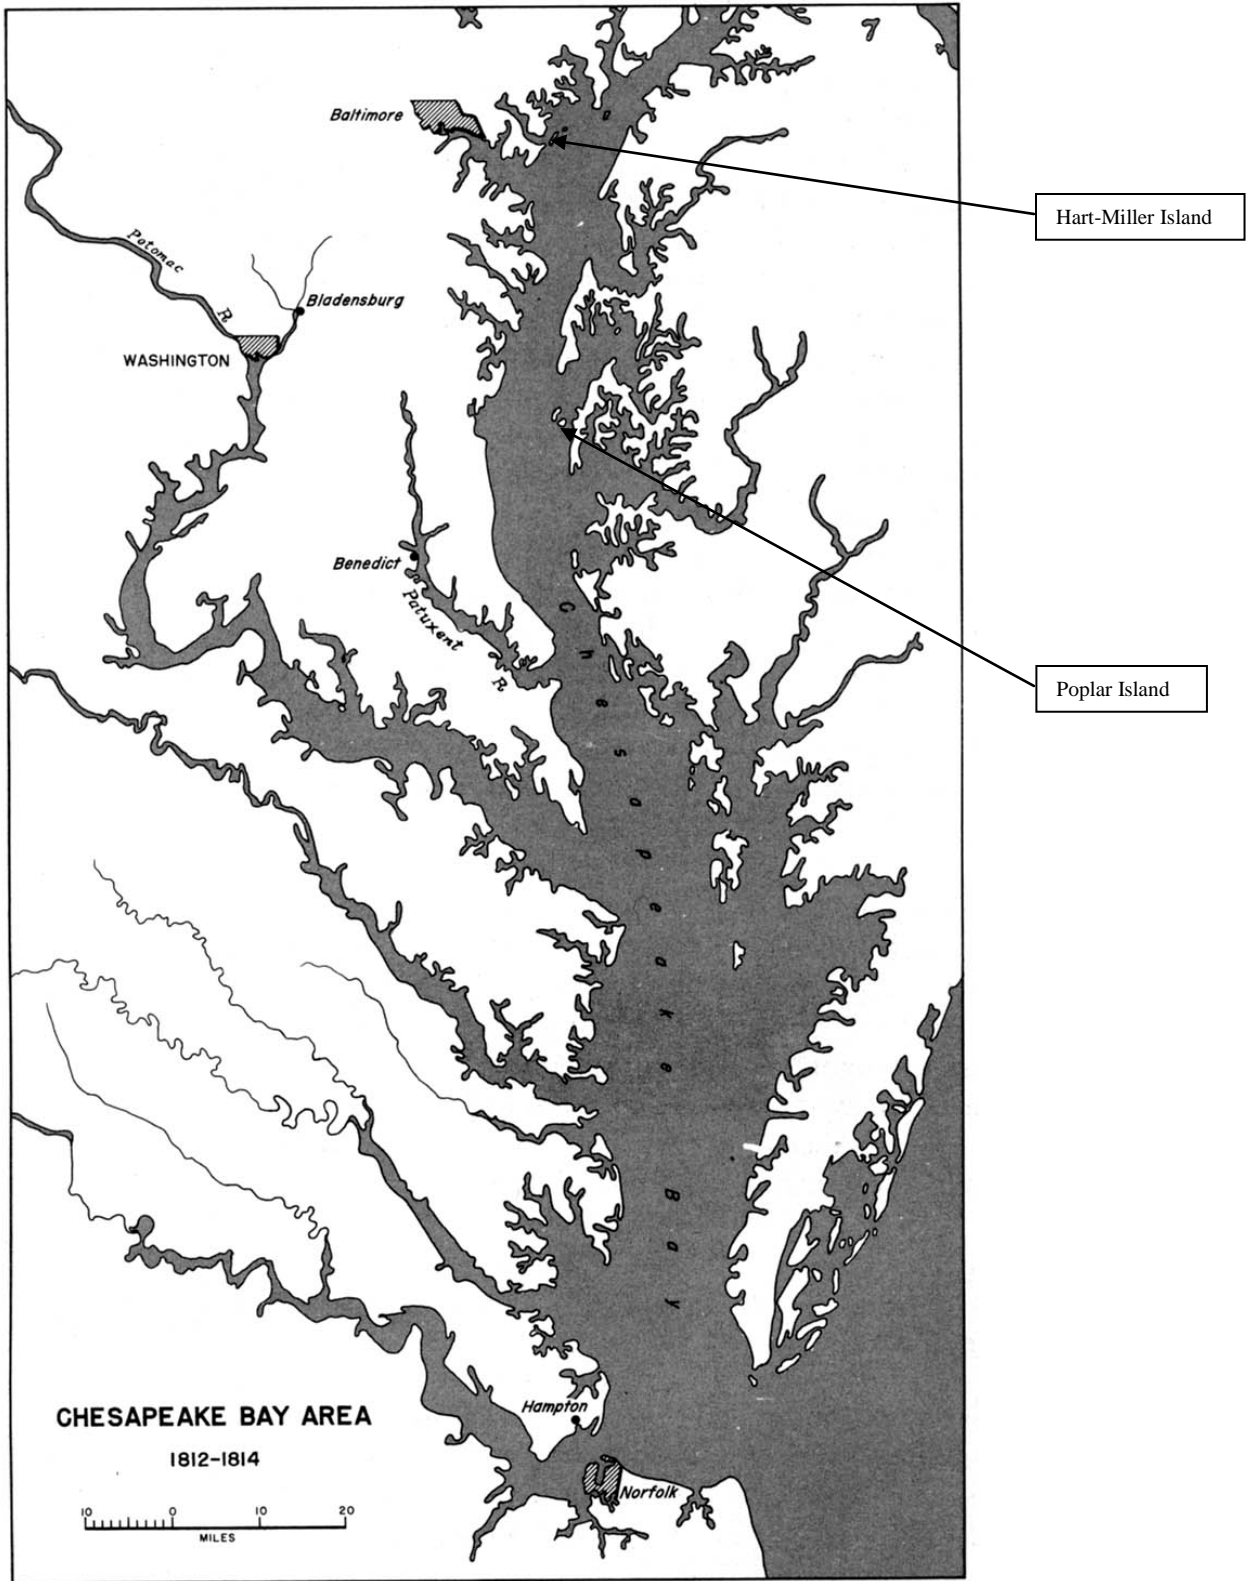 Baltimore
Hart-Miller Island
Potomac R
Bladensburg
WASHINGTON
Benedict
Patuxent R
Poplar Island
Chesapeake Bay
CHESAPEAKE BAY AREA
1812-1814
Hampton
Norfolk
10 0 10 20
MILES